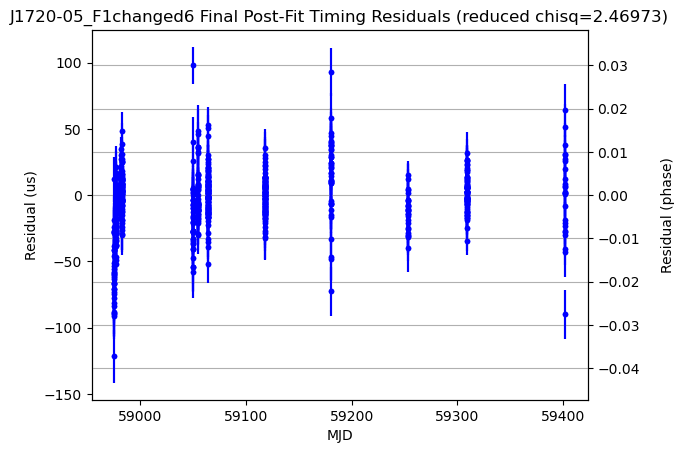 J1720-05_F1changed6 Final Post-Fit Timing Residuals (reduced chisq=2.46973)
100
50
0
−50
−100
−150
0.03
0.02
0.01
0.00
−0.01
−0.02
−0.03
−0.04
Residual (us)
Residual (phase)
59000 59100 59200 59300 59400
MJD